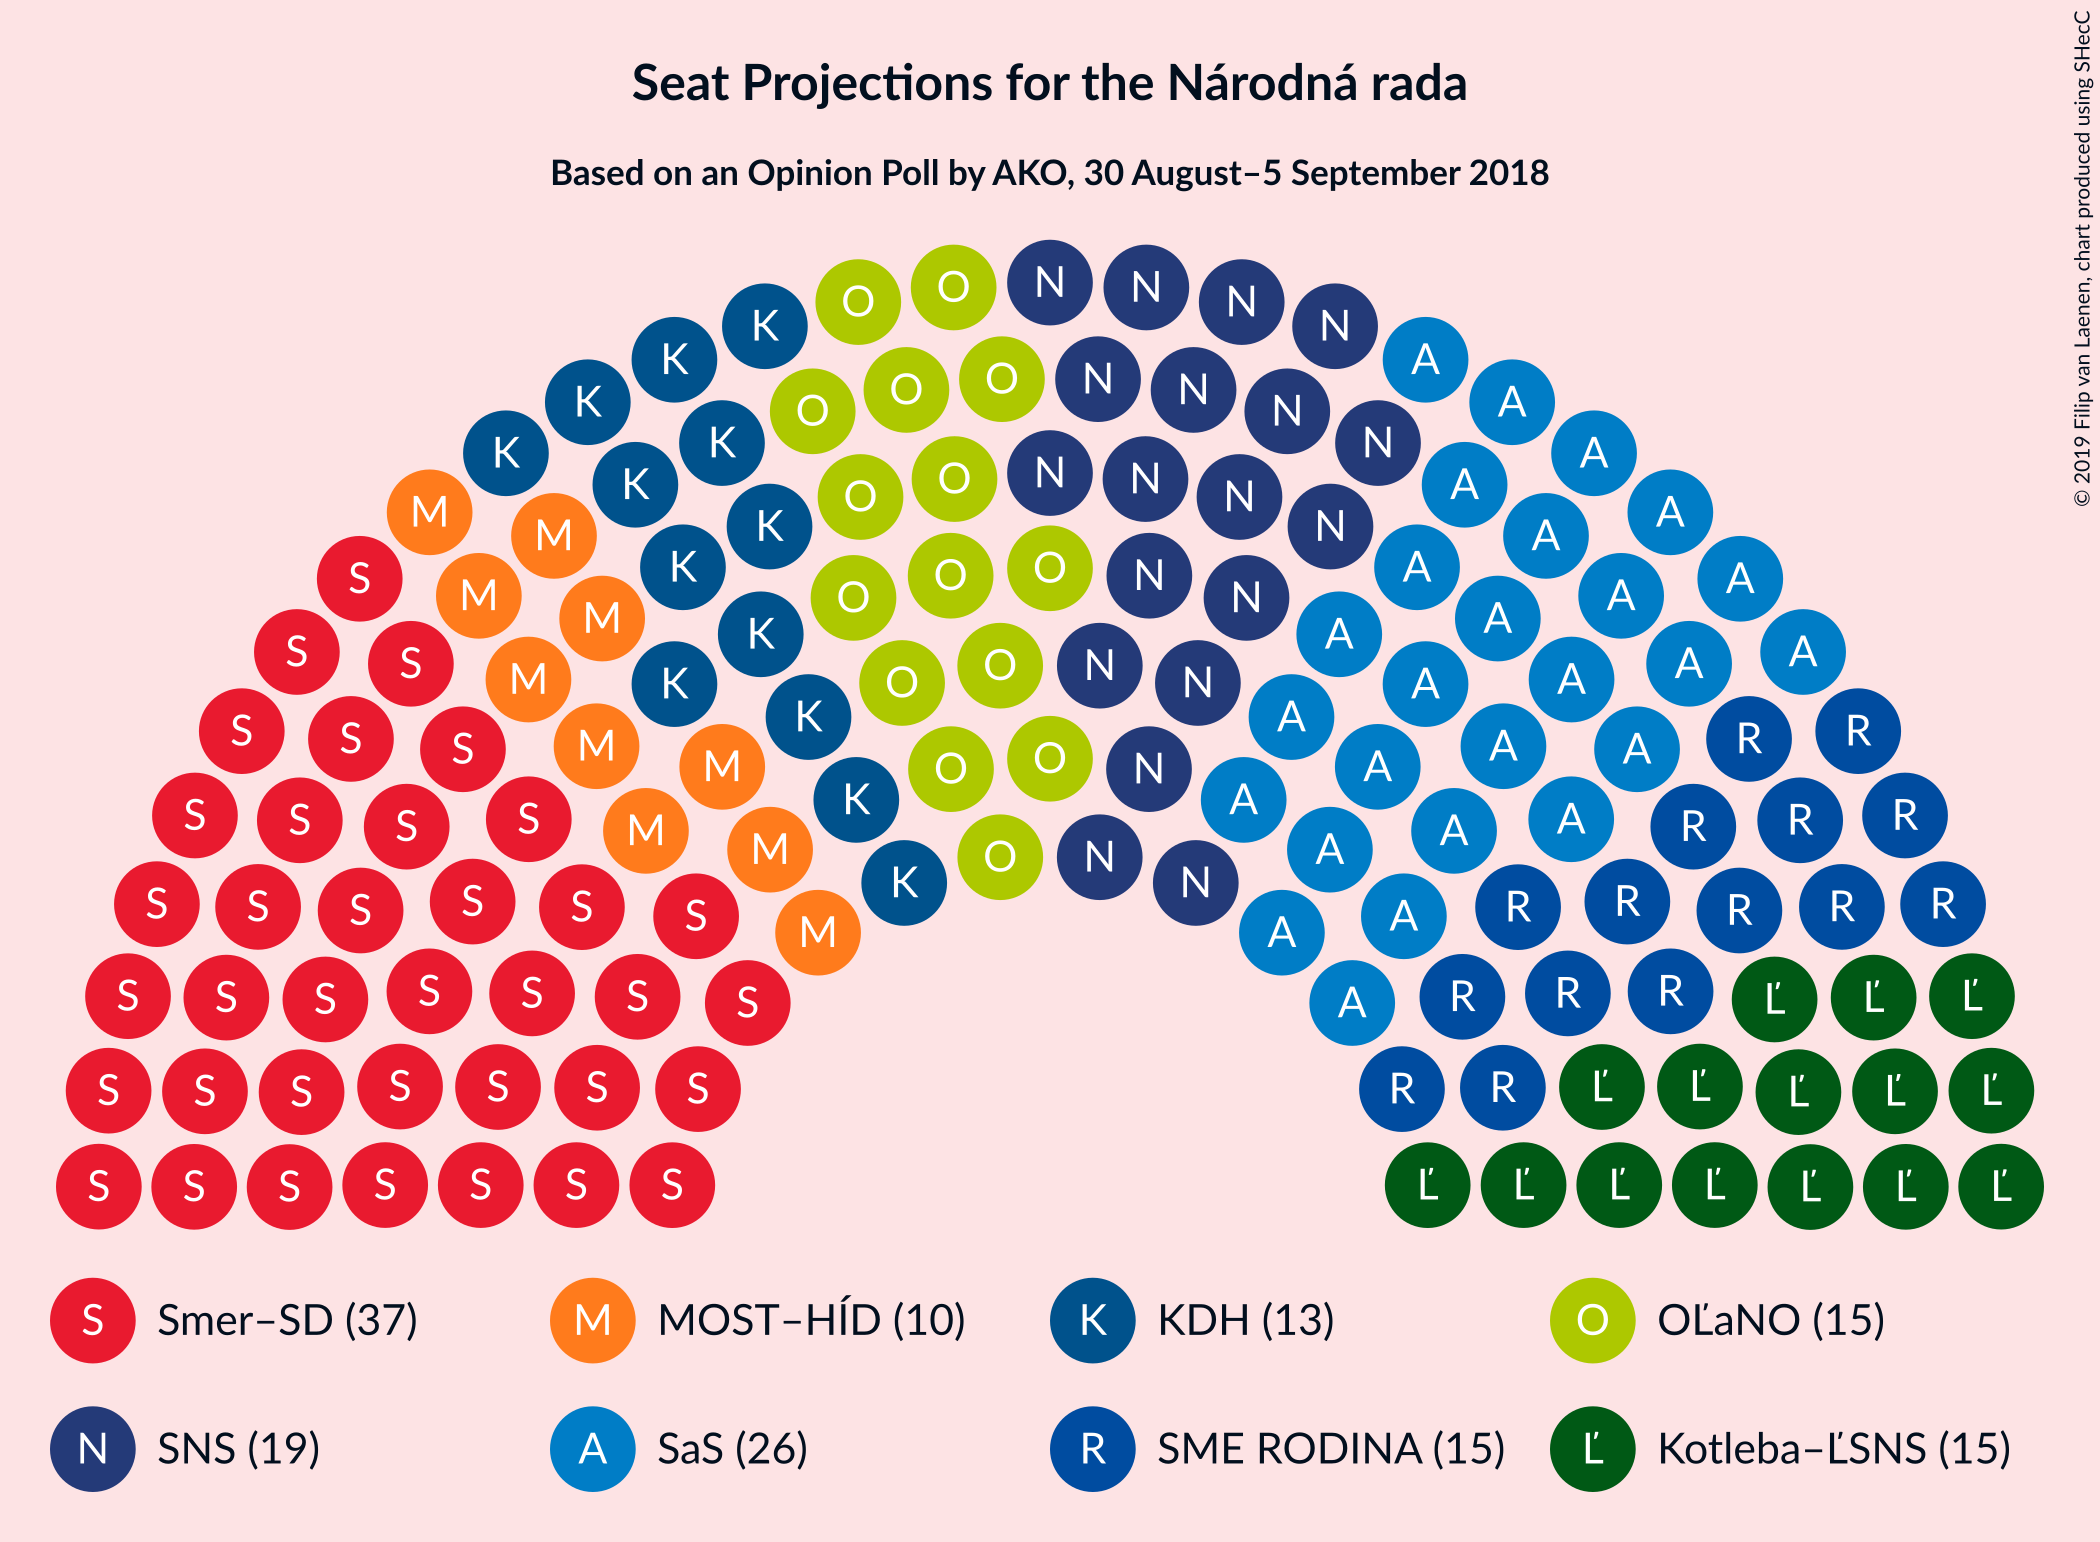 Seat Projections for the Národná rada
Based on an Opinion Poll by AKO, 30 August–5 September 2018
© 2019 Filip van Laenen, chart produced using SHecC
O O N N N N
K K O O O N N N N A A
K K K O O N N N N A A A
M M K K O O O N N A A A A
S M M K K O O N N A A A A A
S S M K K O O N A A A A A A
S S S M M K O N N A A A A A R R
S S S S M M K A A A A R R R
S S S S S S M A A R R R R R
S S S S S S S A R R R Ľ Ľ Ľ
S S S S S S S R R Ľ Ľ Ľ Ľ Ľ
S S S S S S S Ľ Ľ Ľ Ľ Ľ Ľ Ľ
S Smer–SD (37) M MOST–HÍD (10) K KDH (13) O OĽaNO (15)
N SNS (19) A SaS (26) R SME RODINA (15) Ľ Kotleba–ĽSNS (15)